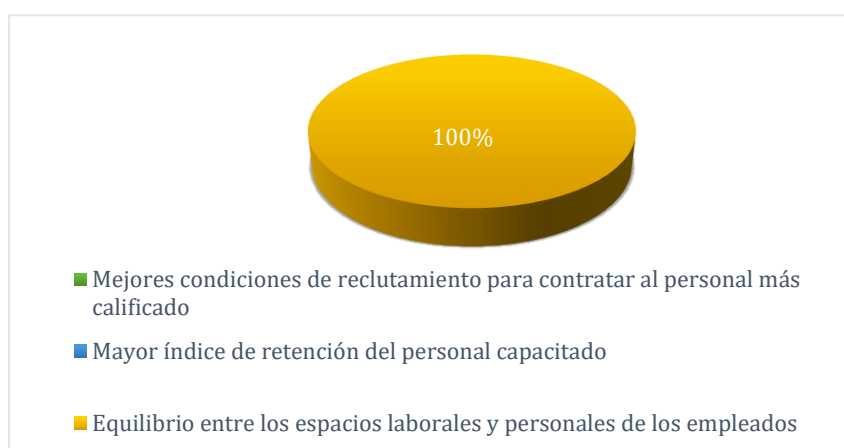 100%
Mejores condiciones de reclutamiento para contratar al personal más
calificado
Mayor índice de retención del personal capacitado
Equilibrio entre los espacios laborales y personales de los empleados